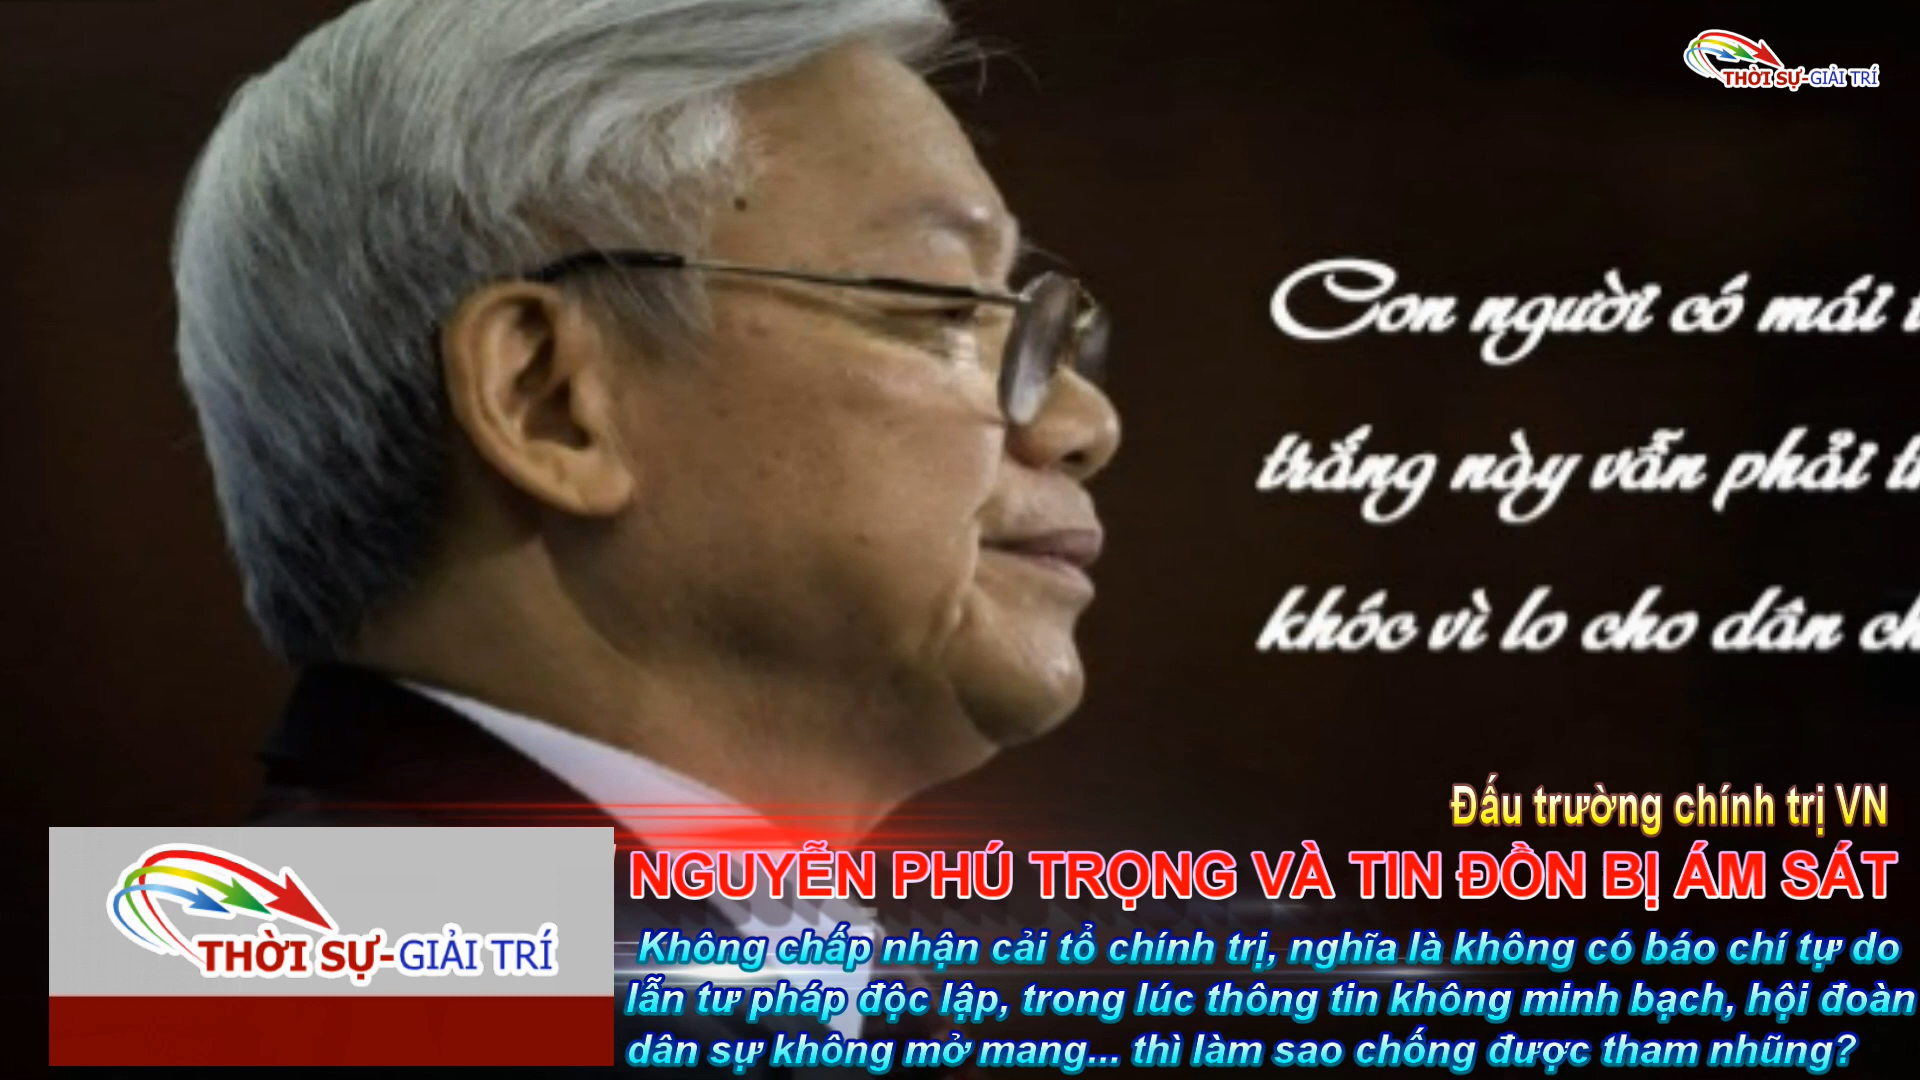 THỜI SỰ-GIẢI TRÍ
Con người có mái
trắng này vẫn phải
khóc vì lo cho dân
Đấu trường chính trị VN
NGUYỄN PHÚ TRỌNG VÀ TIN ĐỒN BỊ ÁM SÁT
THỜI SỰ-GIẢI TRÍ
Không chấp nhận cải tổ chính trị, nghĩa là không có báo chí tự do
lẫn tư pháp độc lập, trong lúc thông tin không minh bạch, hội đoàn
dân sự không mở mang... thì làm sao chống được tham nhũng?